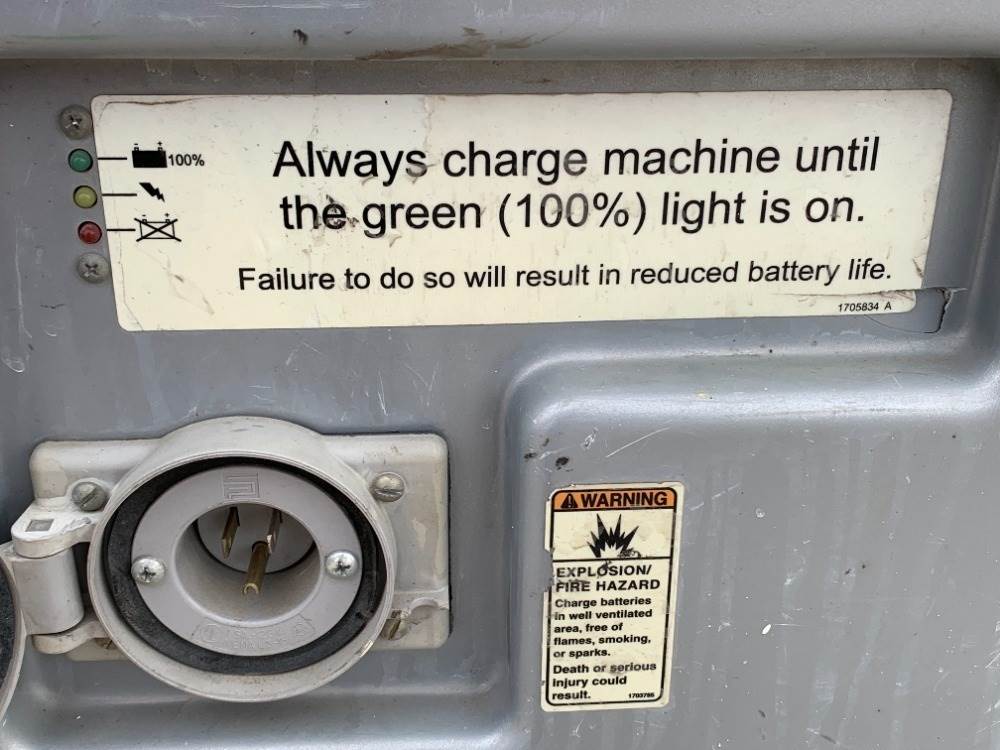 100%
Always charge machine until
the green (100%) light is on.
Failure to do so will result in reduced battery life.
1705834 A
WARNING
EXPLOSION/
FIRE HAZARD
Charge batteries
in well ventilated
area, free of
flames, smoking,
or sparks.
Death or serious
injury could
result.